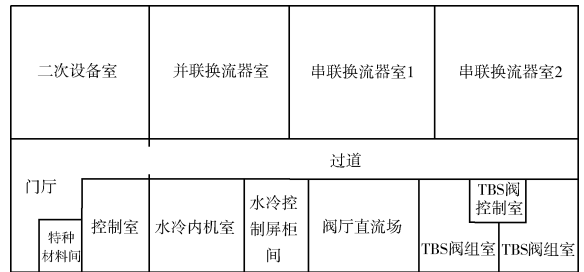 二次设备室
并联换流器室
串联换流器室1
串联换流器室2
过道
门厅
特种
材料间
控制室
水冷内机室
水冷控
制屏柜
间
阀厅直流场
TBS阀
控制室
TBS阀组室
TBS阀组室